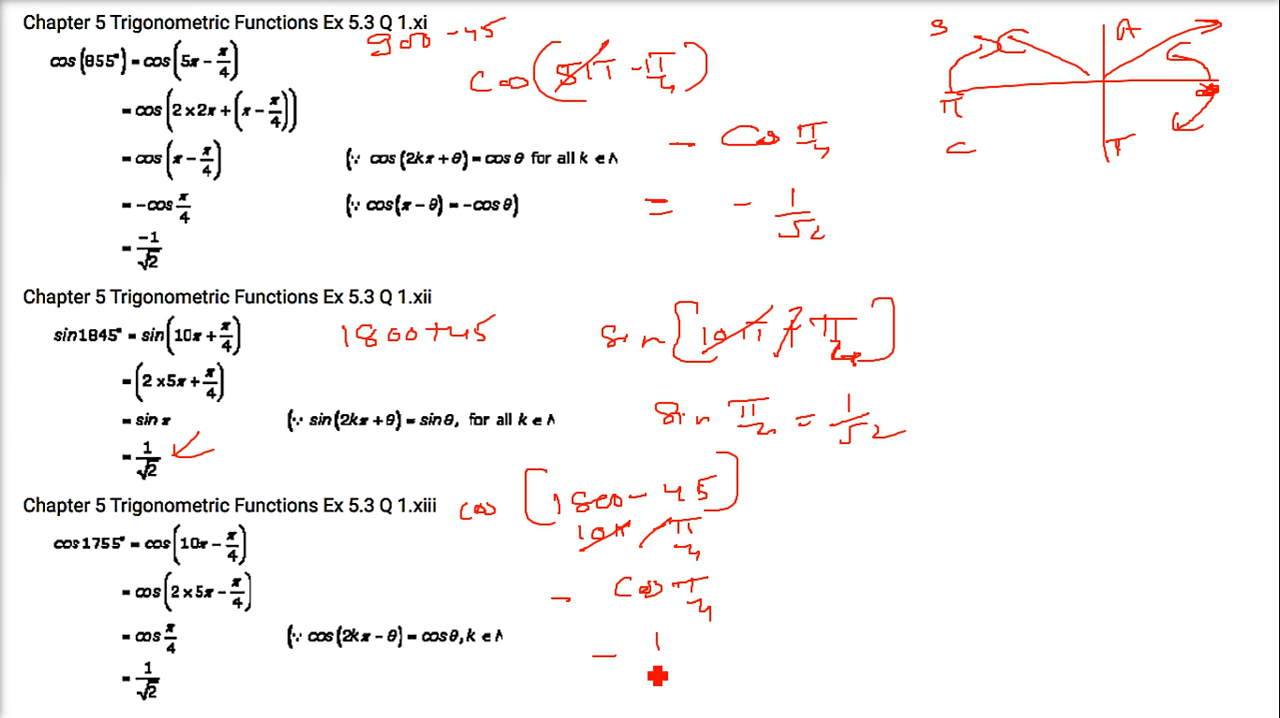 Chapter 5 Trigonometric Functions Ex 5.3 Q 1.xi
900 - 45
cos(855°) = cos(5π - π/4)
cos(5π - π/4)
= cos(2×2π + (π - π/4))
= cos(π - π/4) (∵ cos(2kπ + θ) = cosθ for all k ∈ N
- cos π/4
= -cos π/4 (∵ cos(π - θ) = -cosθ)
= - 1/√2
= -1/√2
S A
π
C T
Chapter 5 Trigonometric Functions Ex 5.3 Q 1.xii
sin1845° = sin(10π + π/4)
1800+45
sin[10π + π/4]
= (2×5π + π/4)
= sin π (∵ sin(2kπ + θ) = sinθ, for all k ∈ N
sin π/4 = 1/√2
= 1/√2
Chapter 5 Trigonometric Functions Ex 5.3 Q 1.xiii
cos [1800 - 45]
10π - π/4
cos1755° = cos(10π - π/4)
= cos(2×5π - π/4)
- cos π/4
= cos π/4 (∵ cos(2kπ - θ) = cosθ, k ∈ N
- 1
= 1/√2